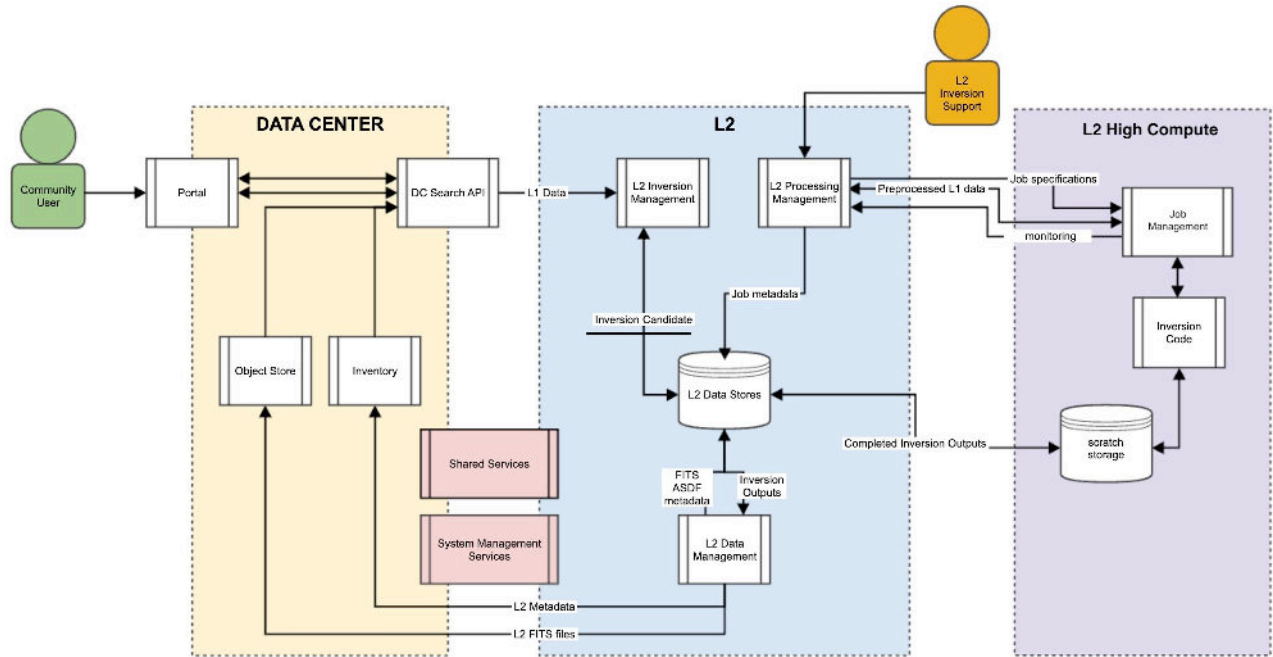 L2
Inversion
Support
DATA CENTER
L2
L2 High Compute
Community
User
Portal
DC Search API
L1 Data
L2 Inversion
Management
L2 Processing
Management
Job specifications
Preprocessed L1 data
monitoring
Job
Management
Job metadata
Inversion Candidate
Inversion
Code
Object Store
Inventory
L2 Data Stores
Completed Inversion Outputs
scratch
storage
Shared Services
FITS
ASDF
metadata
Inversion
Outputs
System Management
Services
L2 Data
Management
L2 Metadata
L2 FITS files